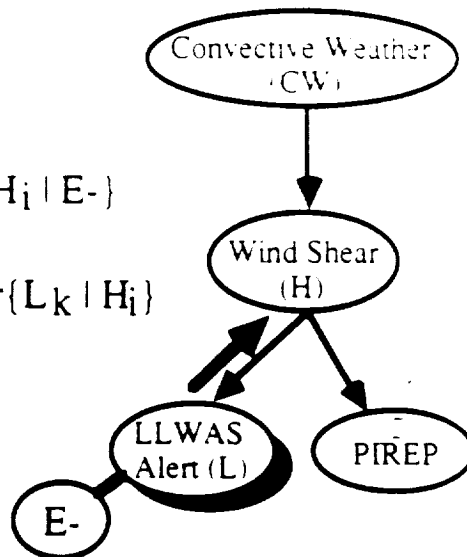 Convective Weather
(CW)
H_i | E-}
Wind Shear
(H)
{L_k | H_i}
LLWAS
Alert (L)
PIREP
E-